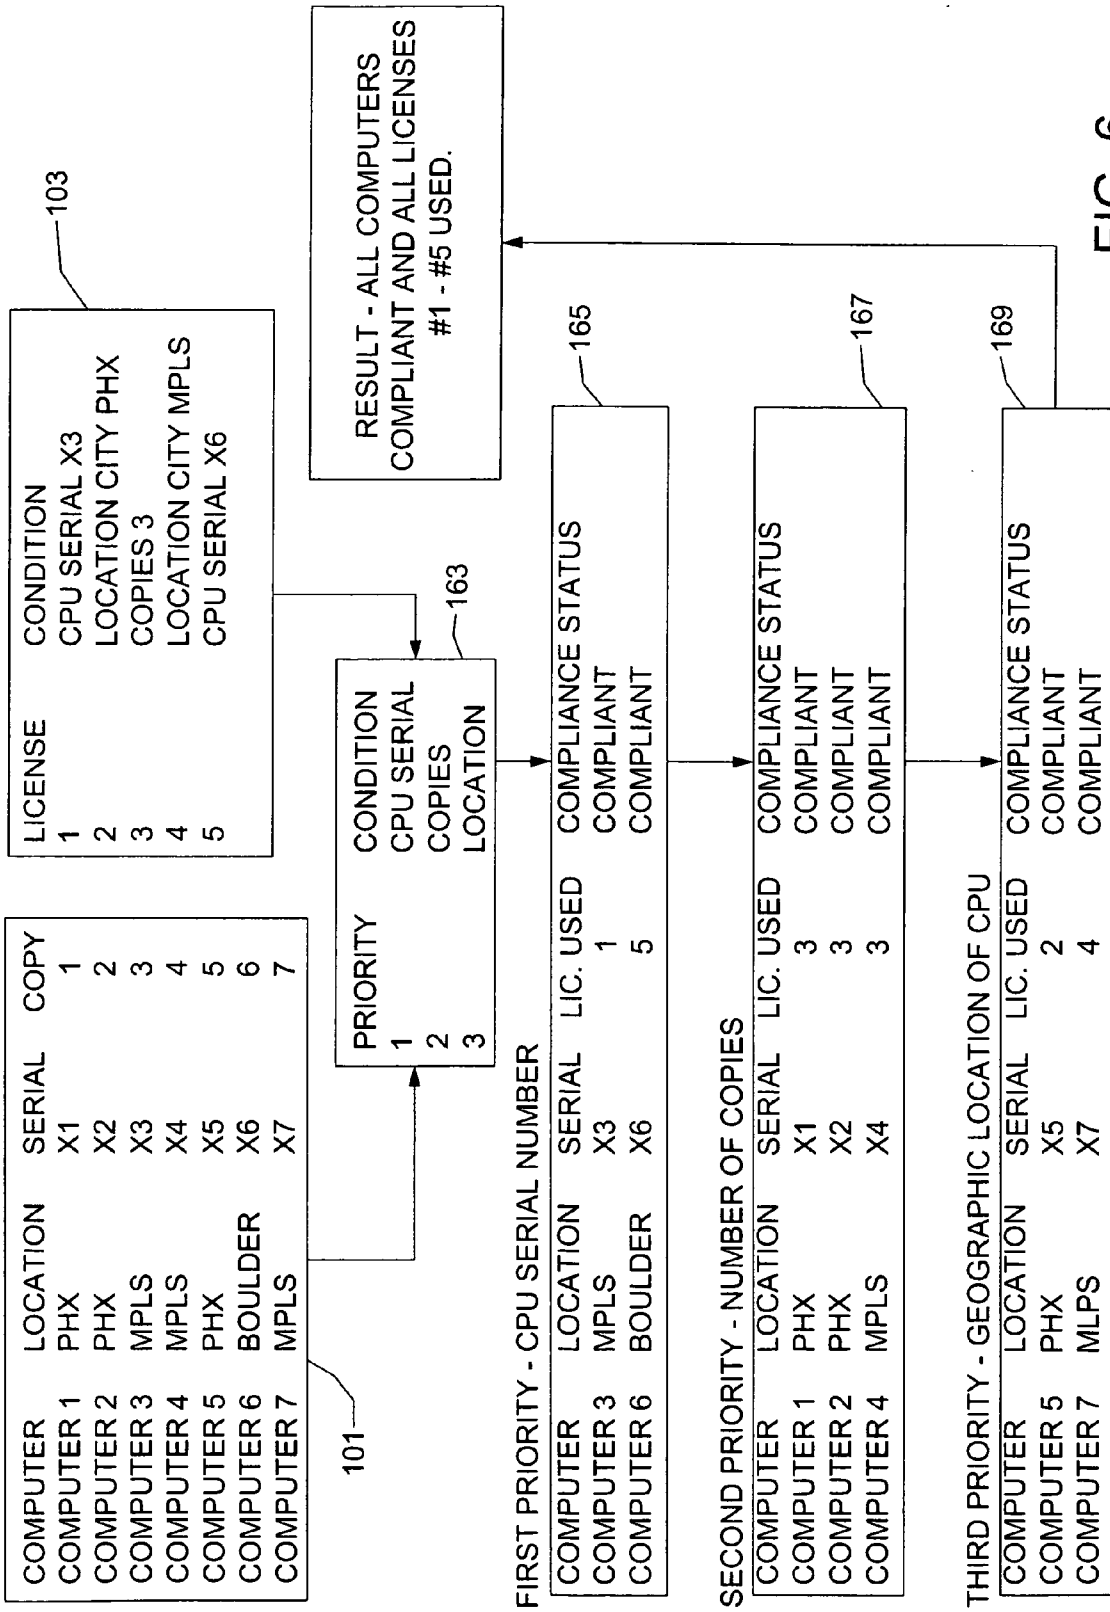 COMPUTER LOCATION SERIAL COPY
COMPUTER 1 PHX X1 1
COMPUTER 2 PHX X2 2
COMPUTER 3 MPLS X3 3
COMPUTER 4 MPLS X4 4
COMPUTER 5 PHX X5 5
COMPUTER 6 BOULDER X6 6
COMPUTER 7 MPLS X7 7
101
LICENSE CONDITION
1 CPU SERIAL X3
2 LOCATION CITY PHX
3 COPIES 3
4 LOCATION CITY MPLS
5 CPU SERIAL X6
103
PRIORITY CONDITION
1 CPU SERIAL
2 COPIES
3 LOCATION
163
RESULT - ALL COMPUTERS
COMPLIANT AND ALL LICENSES
#1 - #5 USED.
FIRST PRIORITY - CPU SERIAL NUMBER
COMPUTER LOCATION SERIAL LIC. USED COMPLIANCE STATUS
COMPUTER 3 MPLS X3 1 COMPLIANT
COMPUTER 6 BOULDER X6 5 COMPLIANT
165
SECOND PRIORITY - NUMBER OF COPIES
COMPUTER LOCATION SERIAL LIC. USED COMPLIANCE STATUS
COMPUTER 1 PHX X1 3 COMPLIANT
COMPUTER 2 PHX X2 3 COMPLIANT
COMPUTER 4 MPLS X4 3 COMPLIANT
167
THIRD PRIORITY - GEOGRAPHIC LOCATION OF CPU
COMPUTER LOCATION SERIAL LIC. USED COMPLIANCE STATUS
COMPUTER 5 PHX X5 2 COMPLIANT
COMPUTER 7 MLPS X7 4 COMPLIANT
169